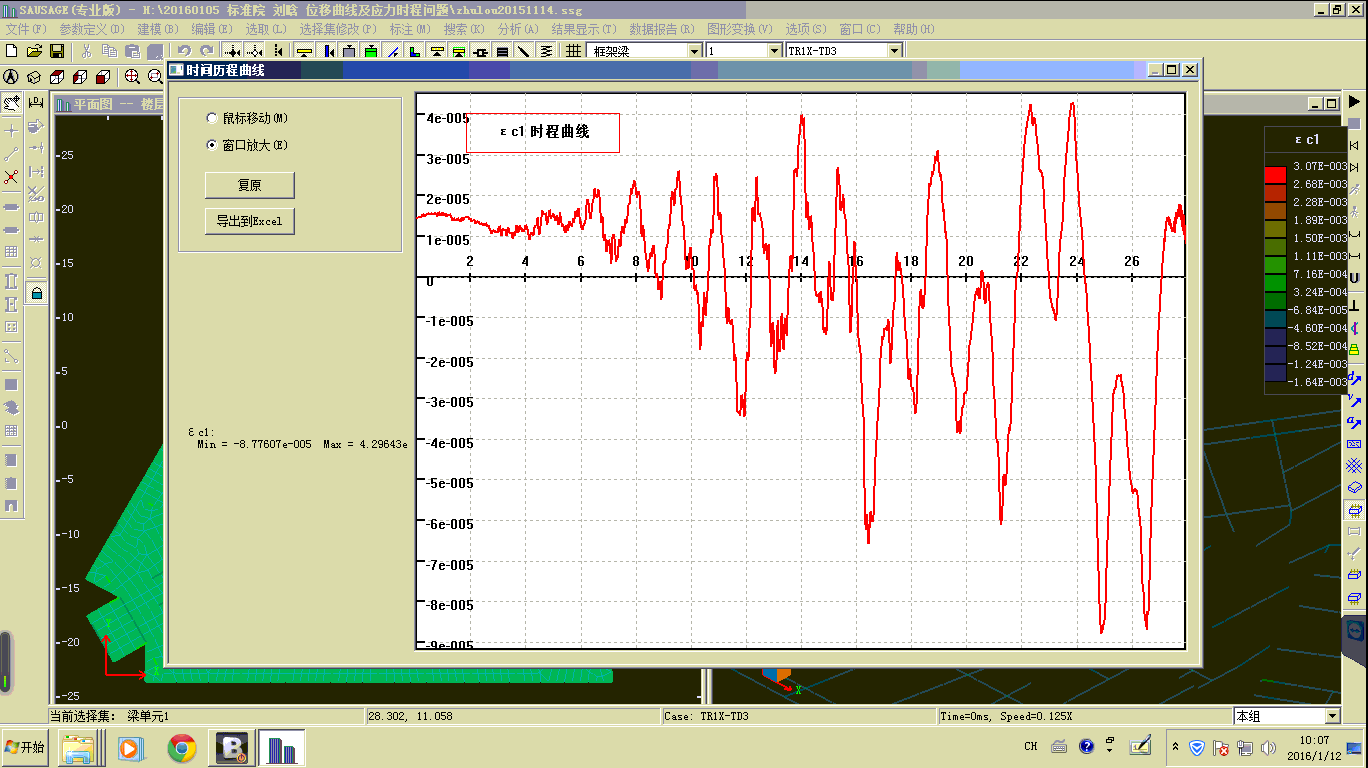 SAUSAGE(专业版) - H:\20160105 标准院 刘晗 位移曲线及应力时程问题\zhulou20151114.ssg
文件(F) 参数定义(D) 建模(B) 编辑(E) 选取(L) 选择集修改(P) 标注(M) 搜索(K) 分析(A) 结果显示(T) 数据报告(R) 图形变换(V) 选项(S) 窗口(C) 帮助(H)
框架梁 1 TR1X-TD3
时间历程曲线
平面图 -- 楼层
鼠标移动(M)
窗口放大(E)
复原
导出到Excel
εc1:
Min = -8.77607e-005 Max = 4.29643e
εc1时程曲线
4e-005
3e-005
2e-005
1e-005
2 4 6 8 10 12 14 16 18 20 22 24 26
0
-1e-005
-2e-005
-3e-005
-4e-005
-5e-005
-6e-005
-7e-005
-8e-005
-9e-005
25
20
15
10
5
0
-5
-10
-15
-20
-25
Y
X
X
εc1
3.07E-003
2.68E-003
2.28E-003
1.89E-003
1.50E-003
1.11E-003
7.16E-004
3.24E-004
-6.84E-005
-4.60E-004
-8.52E-004
-1.24E-003
-1.64E-003
当前选择集: 梁单元1
28.302, 11.058
Case: TR1X-TD3
Time=0ms, Speed=0.125X
本组
开始
CH
10:07
2016/1/12